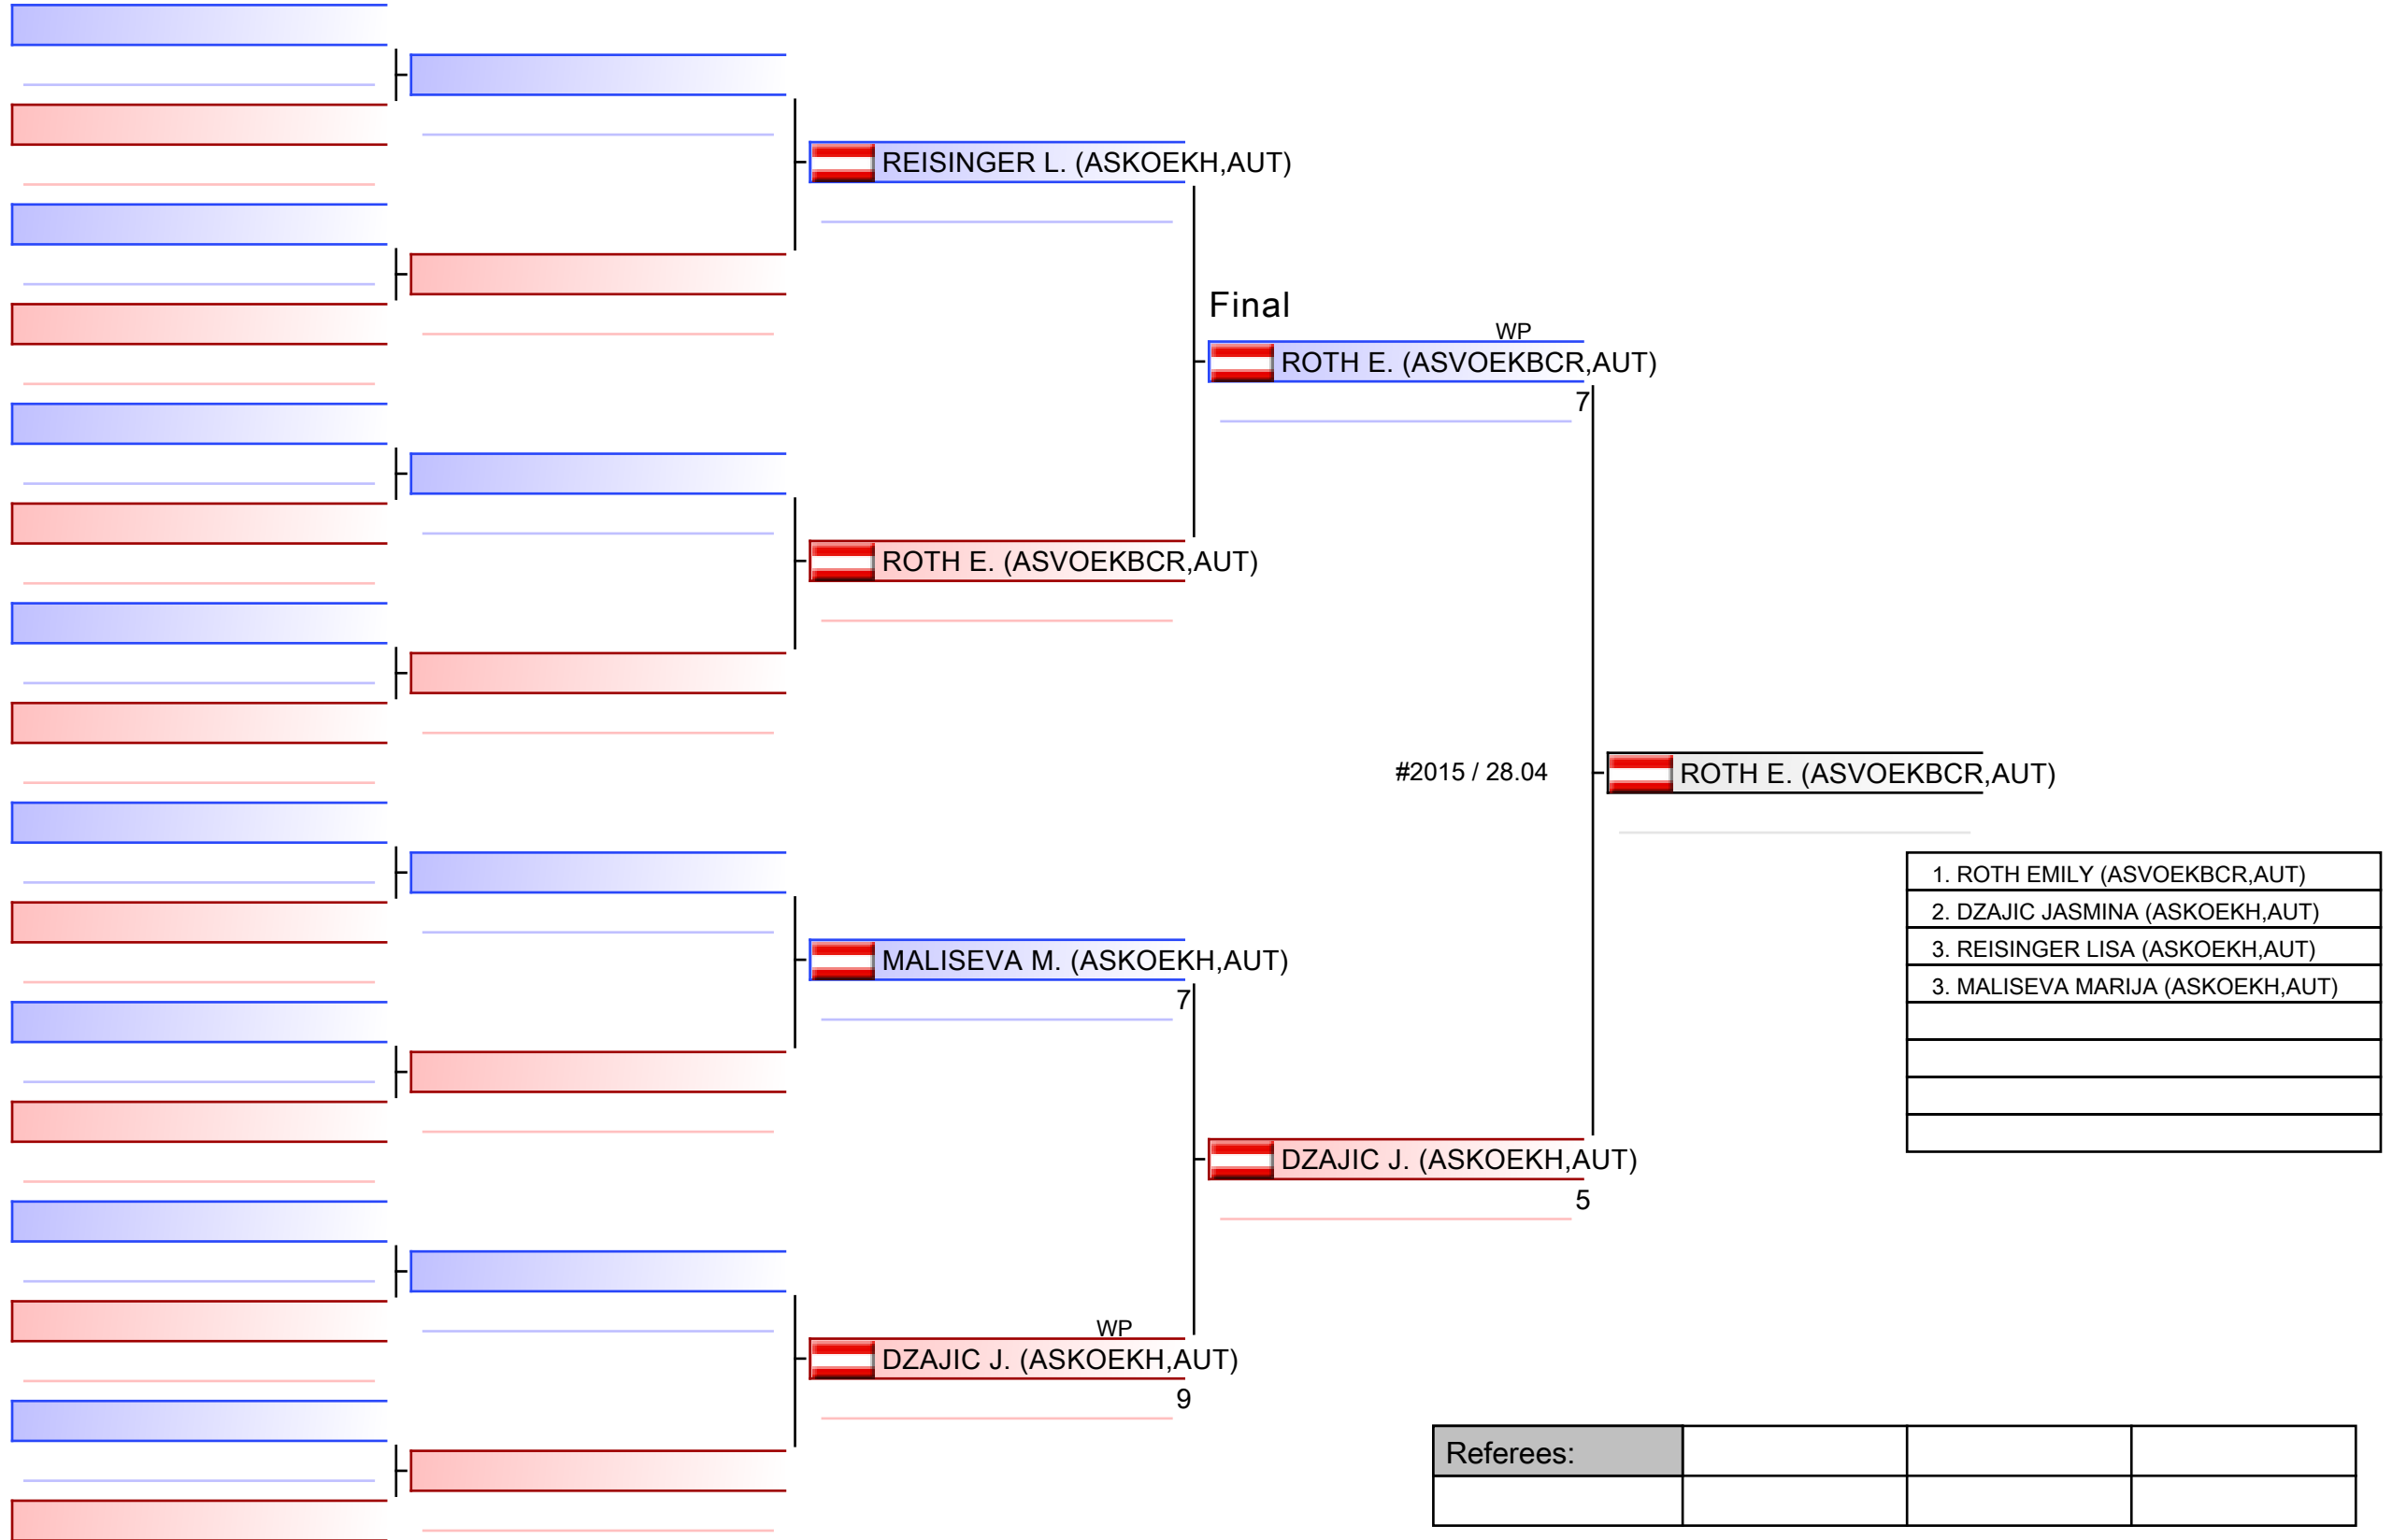 REISINGER L. (ASKOEKH,AUT)
Final
WP
ROTH E. (ASVOEKBCR,AUT)
7
ROTH E. (ASVOEKBCR,AUT)
#2015 / 28.04
ROTH E. (ASVOEKBCR,AUT)
1. ROTH EMILY (ASVOEKBCR,AUT)
2. DZAJIC JASMINA (ASKOEKH,AUT)
3. REISINGER LISA (ASKOEKH,AUT)
3. MALISEVA MARIJA (ASKOEKH,AUT)
MALISEVA M. (ASKOEKH,AUT)
7
DZAJIC J. (ASKOEKH,AUT)
5
WP
DZAJIC J. (ASKOEKH,AUT)
9
Referees: